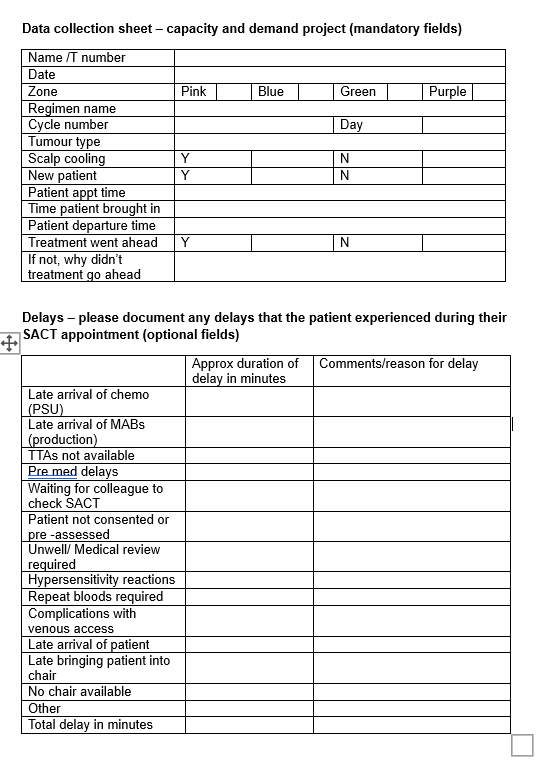 Data collection sheet – capacity and demand project (mandatory fields)
Name /T number
Date
Zone Pink Blue Green Purple
Regimen name
Cycle number Day
Tumour type
Scalp cooling Y N
New patient Y N
Patient appt time
Time patient brought in
Patient departure time
Treatment went ahead Y N
If not, why didn't
treatment go ahead
Delays – please document any delays that the patient experienced during their
SACT appointment (optional fields)
Approx duration of
delay in minutes
Comments/reason for delay
Late arrival of chemo
(PSU)
Late arrival of MABs
(production)
TTAs not available
Pre med delays
Waiting for colleague to
check SACT
Patient not consented or
pre -assessed
Unwell/ Medical review
required
Hypersensitivity reactions
Repeat bloods required
Complications with
venous access
Late arrival of patient
Late bringing patient into
chair
No chair available
Other
Total delay in minutes